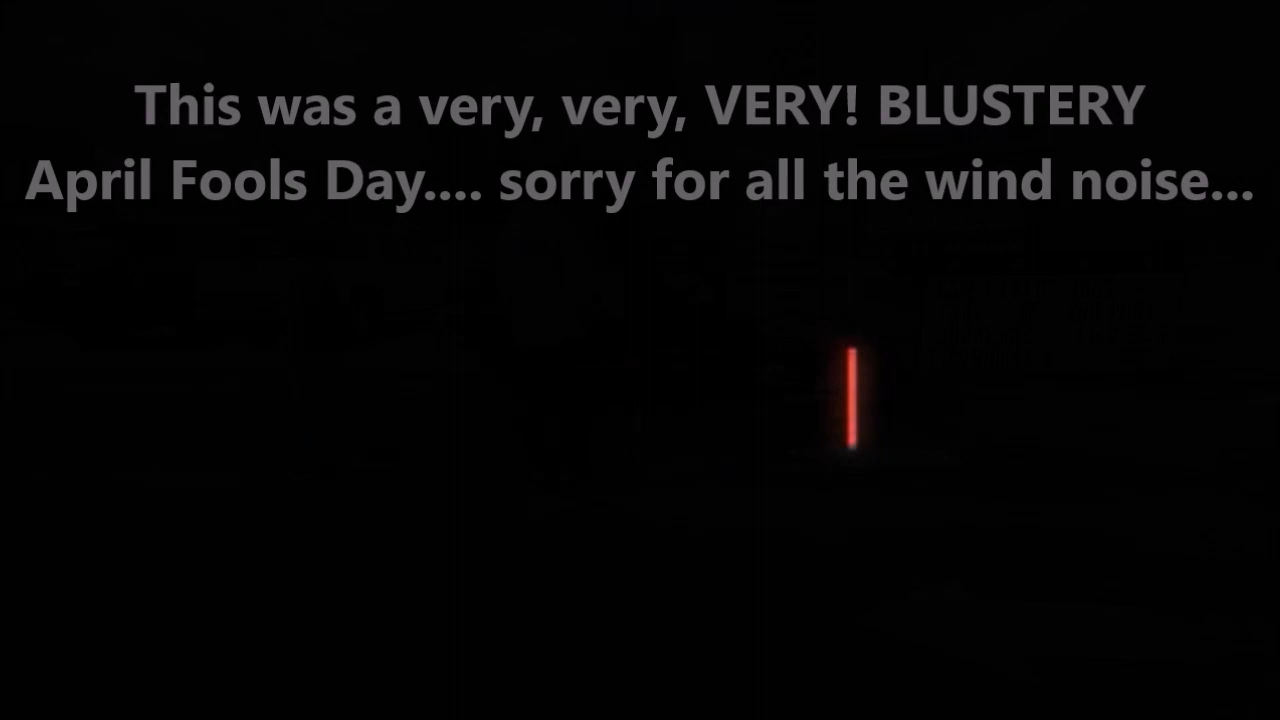 This was a very, very, VERY! BLUSTERY
April Fools Day.... sorry for all the wind noise...